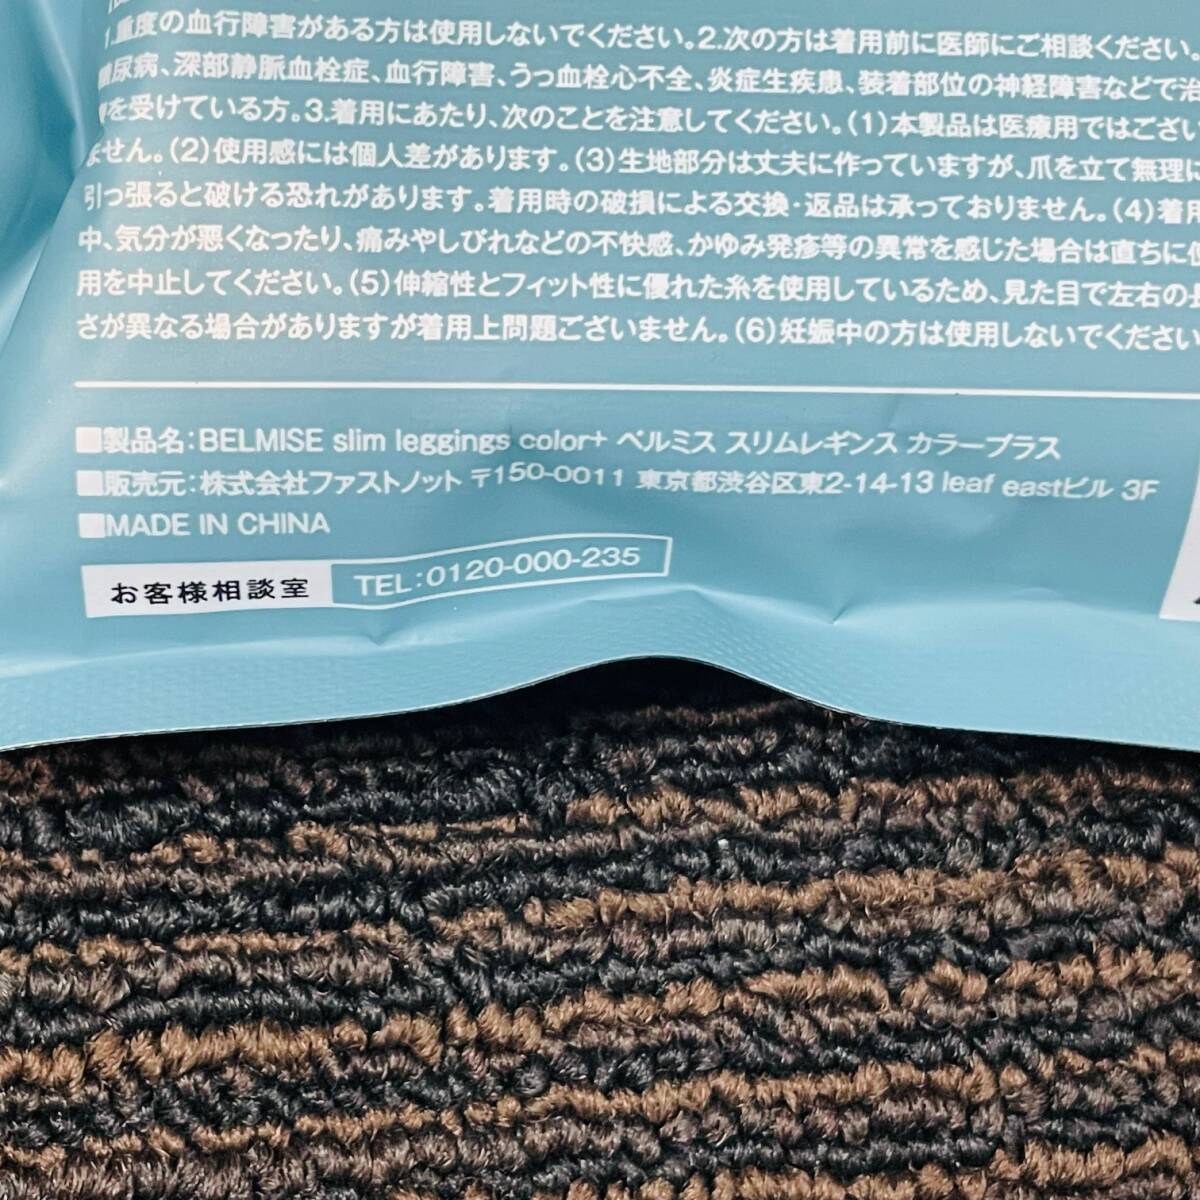 1.重度の血行障害がある方は使用しないでください。2.次の方は着用前に医師にご相談ください。
尿病、深部静脈血栓症、血行障害、うっ血栓心不全、炎症生疾患、装着部位の神経障害などで治
を受けている方。3.着用にあたり、次のことを注意してください。(1)本製品は医療用ではござい
ません。(2)使用感には個人差があります。(3)生地部分は丈夫に作っていますが、爪を立て無理に
引っ張ると破ける恐れがあります。着用時の破損による交換・返品は承っておりません。(4)着用
中、気分が悪くなったり、痛みやしびれなどの不快感、かゆみ発疹等の異常を感じた場合は直ちに使
用を中止してください。(5)伸縮性とフィット性に優れた糸を使用しているため、見た目で左右の長
さが異なる場合がありますが着用上問題ございません。(6)妊娠中の方は使用しないでください
■製品名:BELMISE slim leggings color+ ベルミス スリムレギンス カラープラス
■販売元:株式会社ファストノット 〒150-0011 東京都渋谷区東2-14-13 leaf eastビル 3F
■MADE IN CHINA
お客様相談室 TEL:0120-000-235